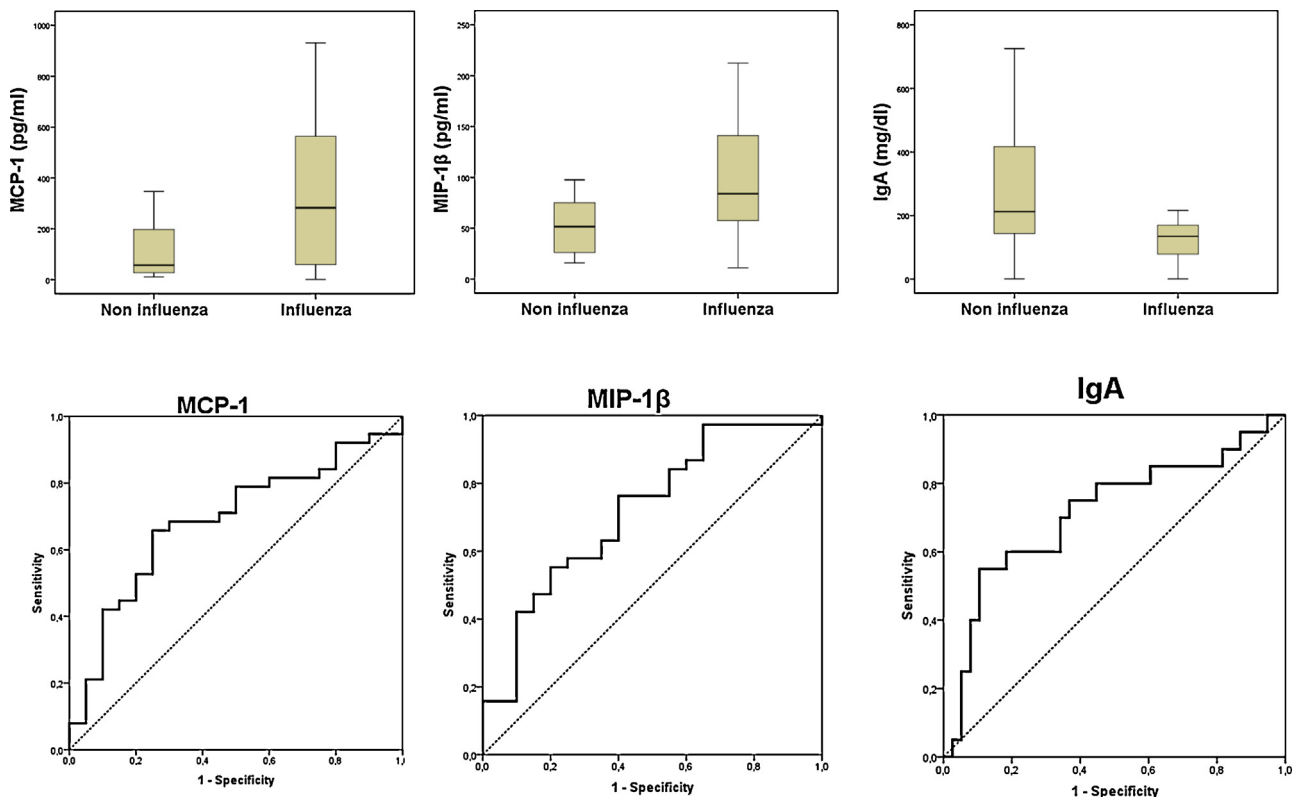 MCP-1 (pg/ml)
1000
800
600
400
200
0
Non influenza
Influenza
MIP-1β (pg/ml)
250
200
150
100
50
0
Non influenza
Influenza
IgA (mg/dl)
800
600
400
200
0
Non influenza
Influenza
MCP-1
Sensitivity
1,0
0,8
0,6
0,4
0,2
0,0
0,0 0,2 0,4 0,6 0,8 1,0
1 - Specificity
MIP-1β
Sensitivity
1,0
0,8
0,6
0,4
0,2
0,0
0,0 0,2 0,4 0,6 0,8 1,0
1 - Specificity
IgA
Sensitivity
1,0
0,8
0,6
0,4
0,2
0,0
0,0 0,2 0,4 0,6 0,8 1,0
1 - Specificity